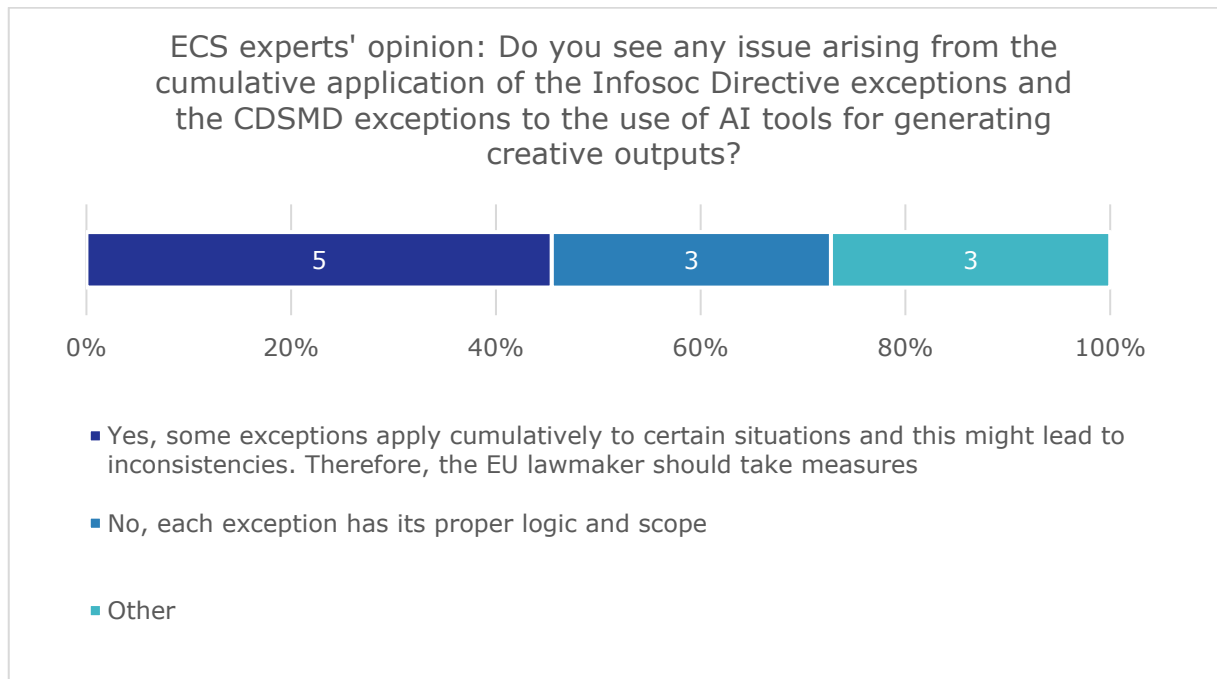 ECS experts' opinion: Do you see any issue arising from the
cumulative application of the Infosoc Directive exceptions and
the CDSMD exceptions to the use of AI tools for generating
creative outputs?
5 3 3
0% 20% 40% 60% 80% 100%
Yes, some exceptions apply cumulatively to certain situations and this might lead to
inconsistencies. Therefore, the EU lawmaker should take measures
No, each exception has its proper logic and scope
Other